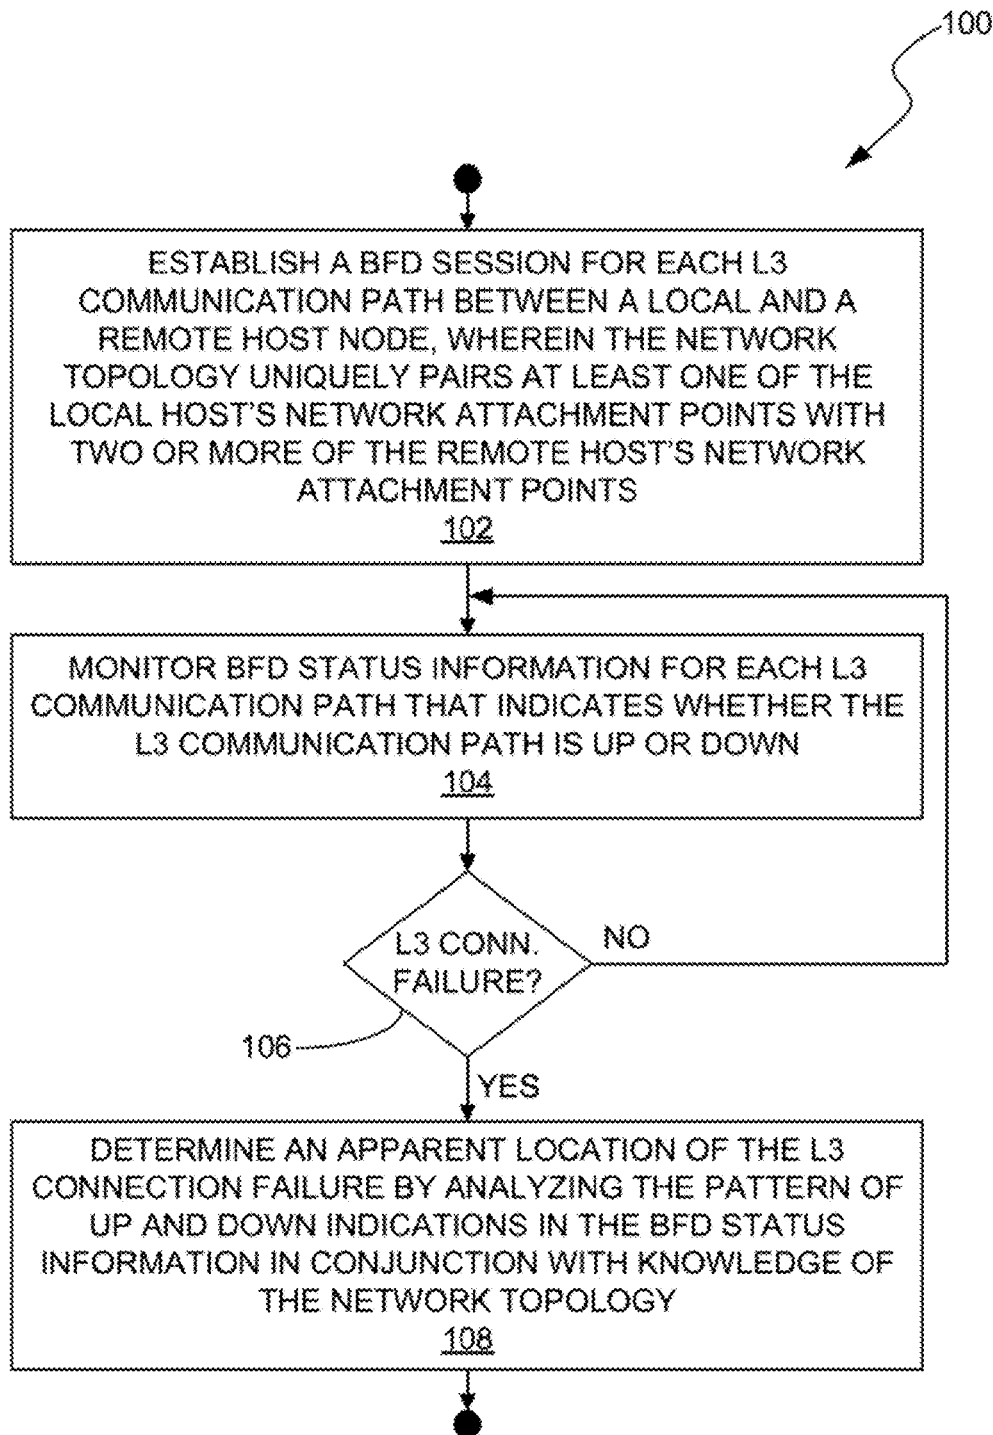 100
ESTABLISH A BFD SESSION FOR EACH L3
COMMUNICATION PATH BETWEEN A LOCAL AND A
REMOTE HOST NODE, WHEREIN THE NETWORK
TOPOLOGY UNIQUELY PAIRS AT LEAST ONE OF THE
LOCAL HOST'S NETWORK ATTACHMENT POINTS WITH
TWO OR MORE OF THE REMOTE HOST'S NETWORK
ATTACHMENT POINTS
102
MONITOR BFD STATUS INFORMATION FOR EACH L3
COMMUNICATION PATH THAT INDICATES WHETHER THE
L3 COMMUNICATION PATH IS UP OR DOWN
104
L3 CONN.
FAILURE?
NO
106
YES
DETERMINE AN APPARENT LOCATION OF THE L3
CONNECTION FAILURE BY ANALYZING THE PATTERN OF
UP AND DOWN INDICATIONS IN THE BFD STATUS
INFORMATION IN CONJUNCTION WITH KNOWLEDGE OF
THE NETWORK TOPOLOGY
108